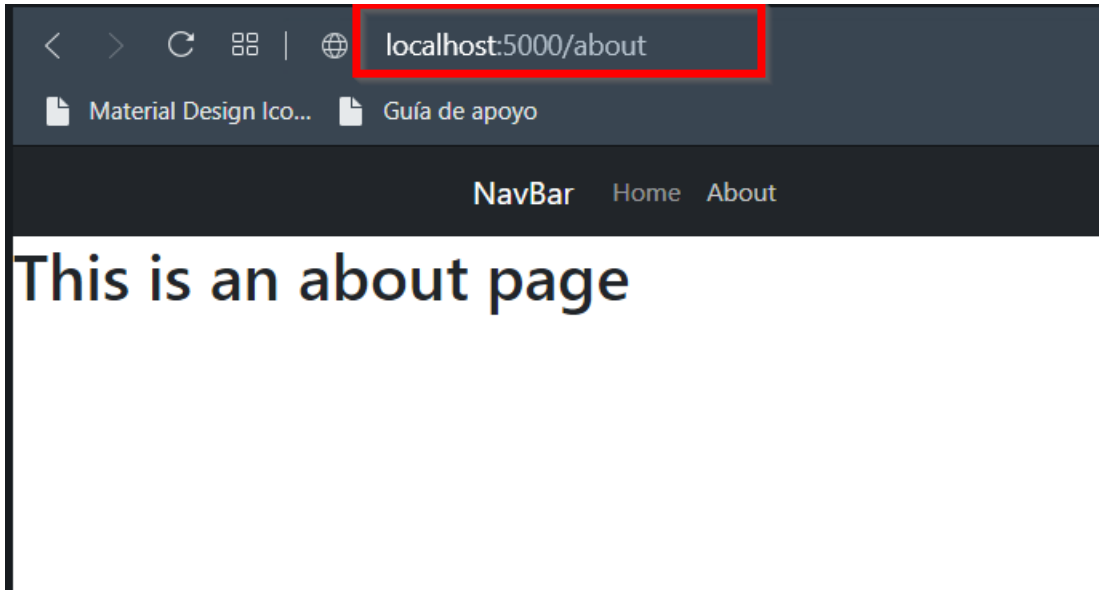 localhost:5000/about
Material Design Ico... Guía de apoyo
NavBar Home About
This is an about page